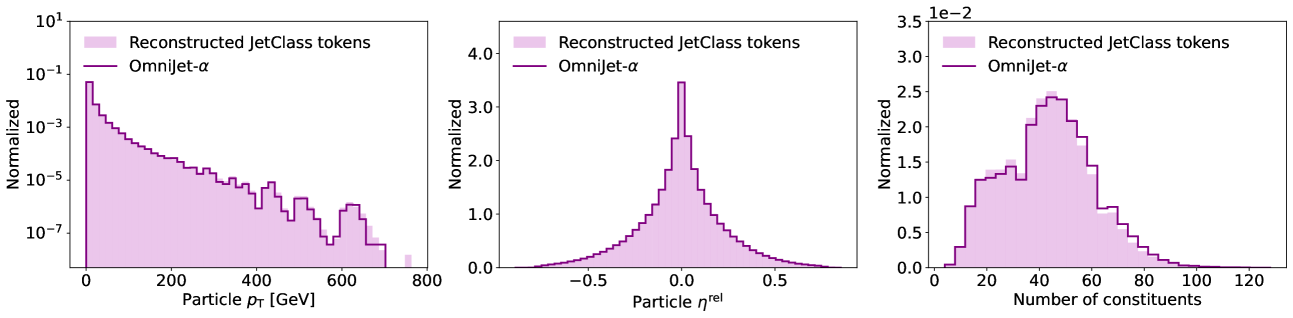 10¹
10⁻¹
10⁻³
10⁻⁵
10⁻⁷
Normalized
Reconstructed JetClass tokens
OmniJet-α
0
200
400
600
800
Particle p_T [GeV]
4.0
3.0
2.0
1.0
0.0
Normalized
Reconstructed JetClass tokens
OmniJet-α
−0.5
0.0
0.5
Particle η^rel
1e−2
3.5
3.0
2.5
2.0
1.5
1.0
0.5
0.0
Normalized
Reconstructed JetClass tokens
OmniJet-α
0
20
40
60
80
100
120
Number of constituents